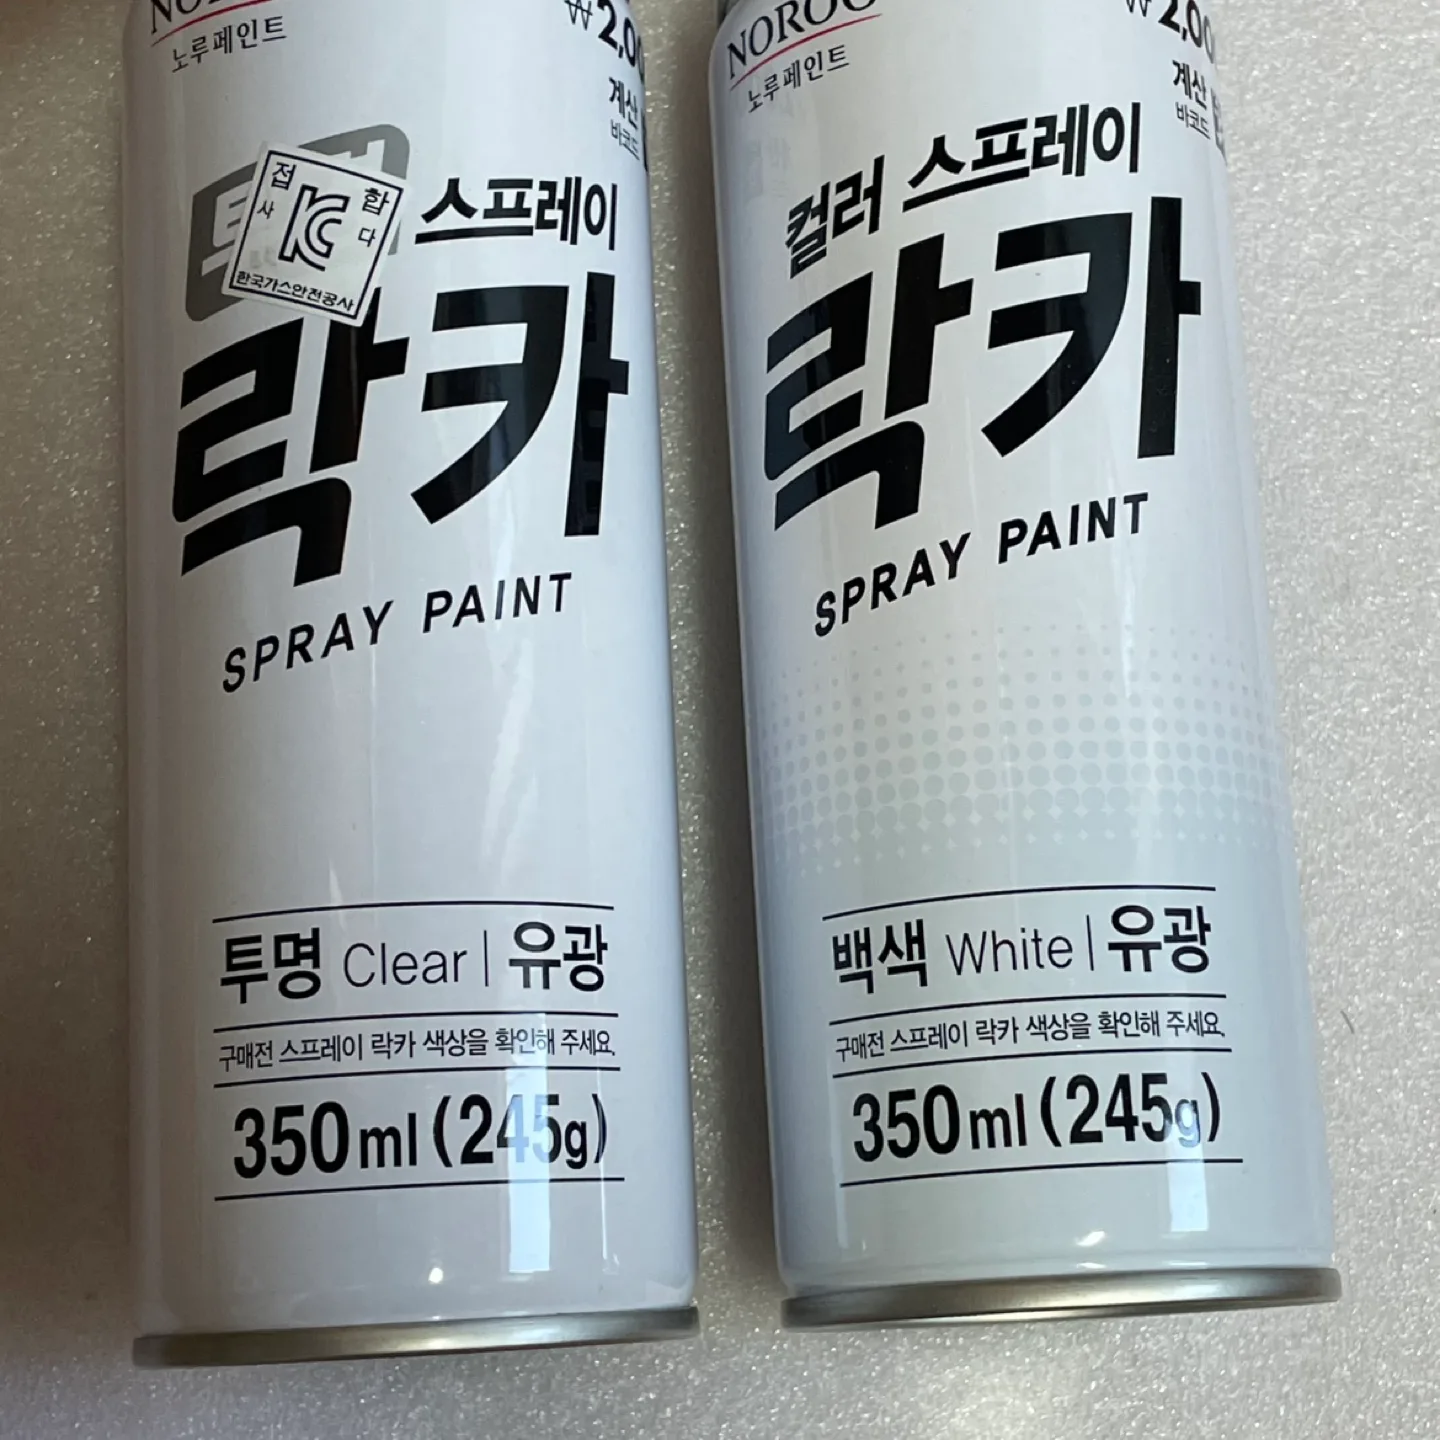 노루페인트
₩2,00
계산
바코드
접합
사다
KC
한국가스안전공사
스프레이
락카
SPRAY PAINT
투명 Clear | 유광
구매전 스프레이 락카 색상을 확인해 주세요.
350ml (245g)
NOROO
노루페인트
₩2,00
계산
바코드
컬러 스프레이
락카
SPRAY PAINT
백색 White | 유광
구매전 스프레이 락카 색상을 확인해 주세요.
350ml (245g)